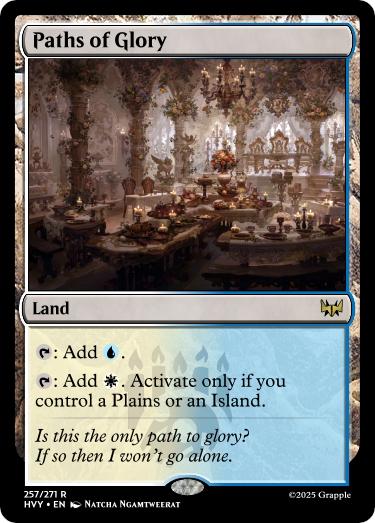 Paths of Glory
Land
: Add .
: Add . Activate only if you
control a Plains or an Island.
Is this the only path to glory?
If so then I won't go alone.
257/271 R
HVY • EN Natcha Ngamtweerat
©2025 Grapple